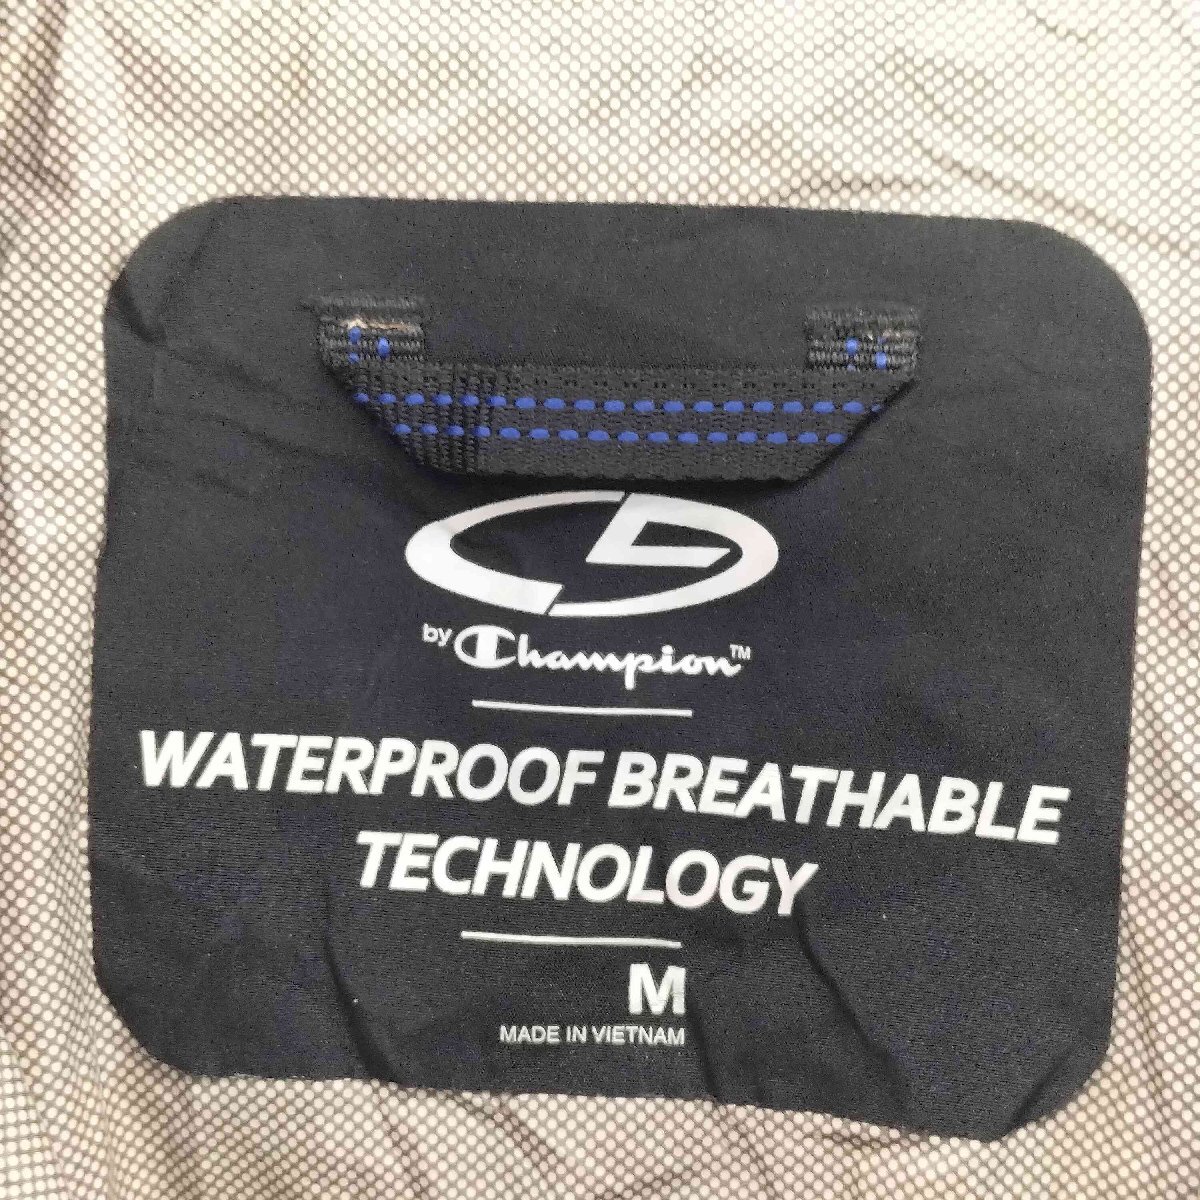 by Champion™
WATERPROOF BREATHABLE
TECHNOLOGY
M
MADE IN VIETNAM